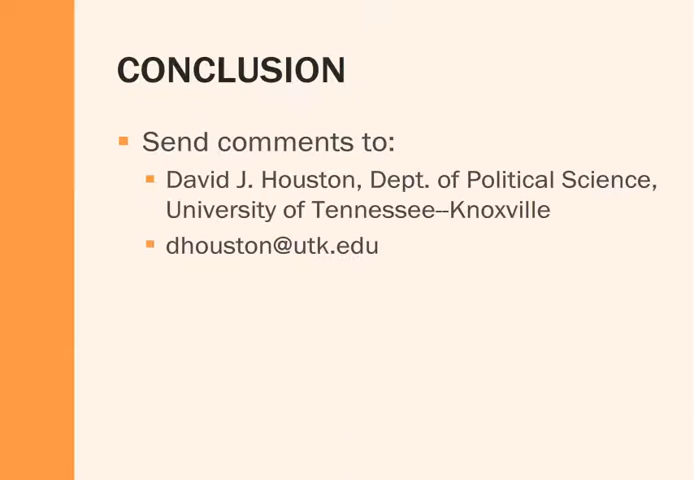 CONCLUSION
Send comments to:
David J. Houston, Dept. of Political Science,
University of Tennessee--Knoxville
dhouston@utk.edu